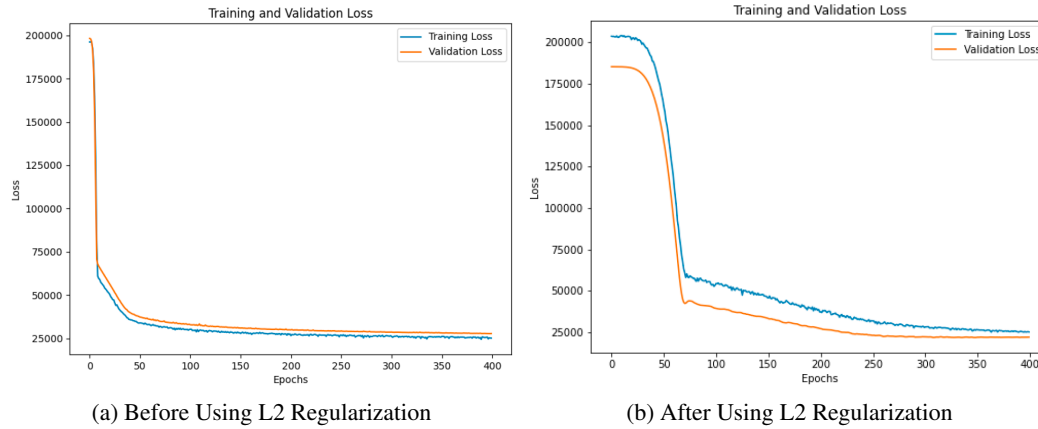 Training and Validation Loss
Training Loss
Validation Loss
200000
175000
150000
125000
100000
75000
50000
25000
Loss
0 50 100 150 200 250 300 350 400
Epochs
(a) Before Using L2 Regularization
Training and Validation Loss
Training Loss
Validation Loss
200000
175000
150000
125000
100000
75000
50000
25000
Loss
0 50 100 150 200 250 300 350 400
Epochs
(b) After Using L2 Regularization